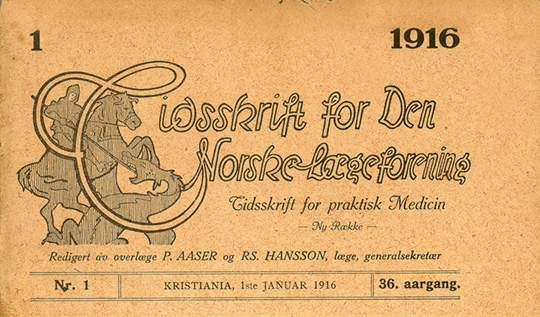 1
1916
Tidsskrift for Den
Norske Lægeforening
Tidsskrift for praktisk Medicin
— Ny Række —
Redigert av overlæge P. AASER og RS. HANSSON, læge, generalsekretær
Nr. 1
KRISTIANIA, 1ste JANUAR 1916
36. aargang.